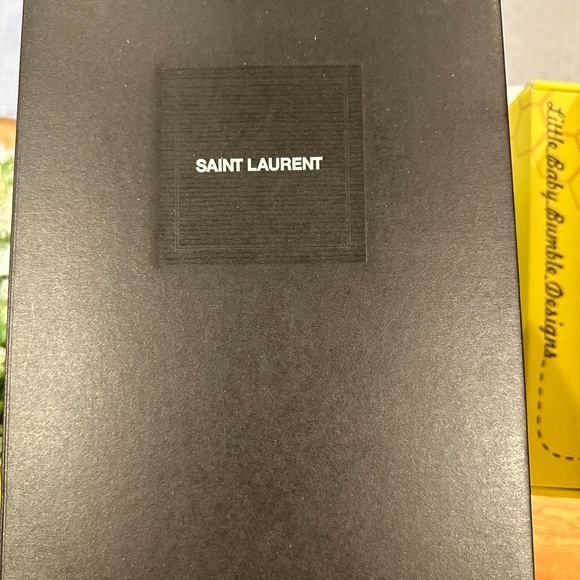 SAINT LAURENT
Little Baby Bumble Designs